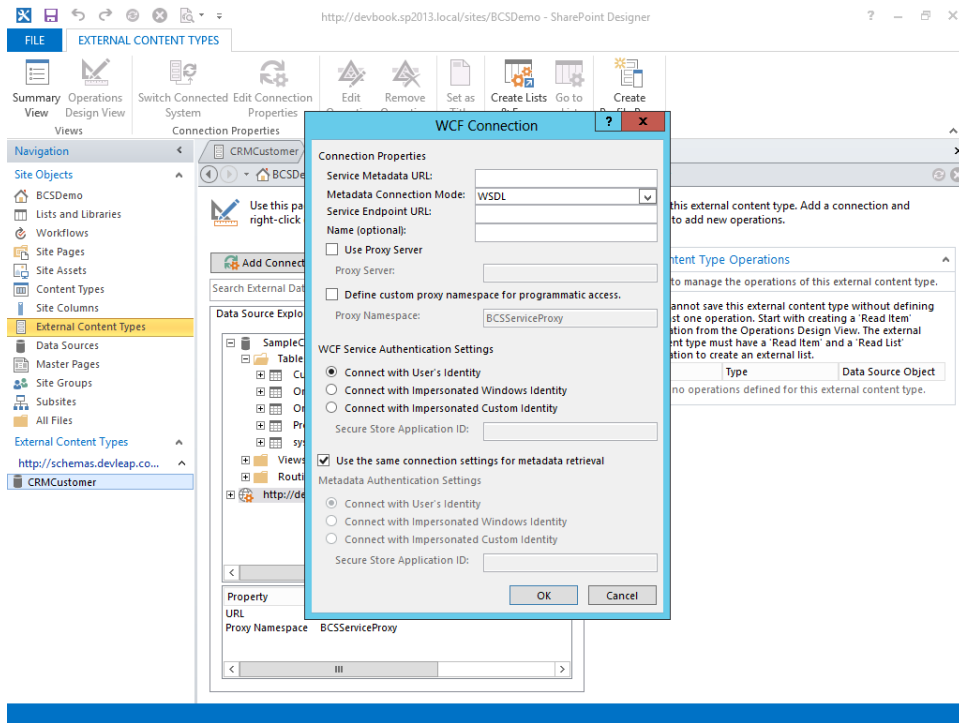 http://devbook.sp2013.local/sites/BCSDemo - SharePoint Designer
FILE
EXTERNAL CONTENT TYPES
Summary View
Operations Design View
Views
Switch Connected System
Edit Connection Properties
Connection Properties
Edit
Remove
Set as
Create Lists
Go to
Create
Navigation
Site Objects
BCSDemo
Lists and Libraries
Workflows
Site Pages
Site Assets
Content Types
Site Columns
External Content Types
Data Sources
Master Pages
Site Groups
Subsites
All Files
External Content Types
http://schemas.devleap.co...
CRMCustomer
CRMCustomer
BCSDe
Use this pa
right-click
Add Connect
Search External Dat
Data Source Explo
SampleC
Table
Cu
Or
Or
Pr
sys
Views
Routi
http://de
Property
URL
Proxy Namespace BCSServiceProxy
WCF Connection
? x
Connection Properties
Service Metadata URL:
Metadata Connection Mode: WSDL
Service Endpoint URL:
Name (optional):
Use Proxy Server
Proxy Server:
Define custom proxy namespace for programmatic access.
Proxy Namespace: BCSServiceProxy
WCF Service Authentication Settings
Connect with User's Identity
Connect with Impersonated Windows Identity
Connect with Impersonated Custom Identity
Secure Store Application ID:
Use the same connection settings for metadata retrieval
Metadata Authentication Settings
Connect with User's Identity
Connect with Impersonated Windows Identity
Connect with Impersonated Custom Identity
Secure Store Application ID:
OK Cancel
this external content type. Add a connection and
to add new operations.
ntent Type Operations
to manage the operations of this external content type.
annot save this external content type without defining
st one operation. Start with creating a 'Read Item'
ation from the Operations Design View. The external
ent type must have a 'Read Item' and a 'Read List'
ation to create an external list.
Type Data Source Object
no operations defined for this external content type.